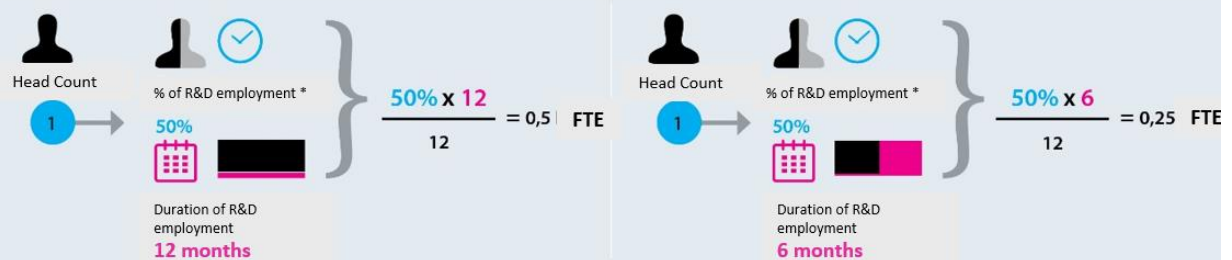 Head Count
1
% of R&D employment *
50%
Duration of R&D
employment
12 months
50% x 12
12
= 0,5 FTE
Head Count
1
% of R&D employment *
50%
Duration of R&D
employment
6 months
50% x 6
12
= 0,25 FTE